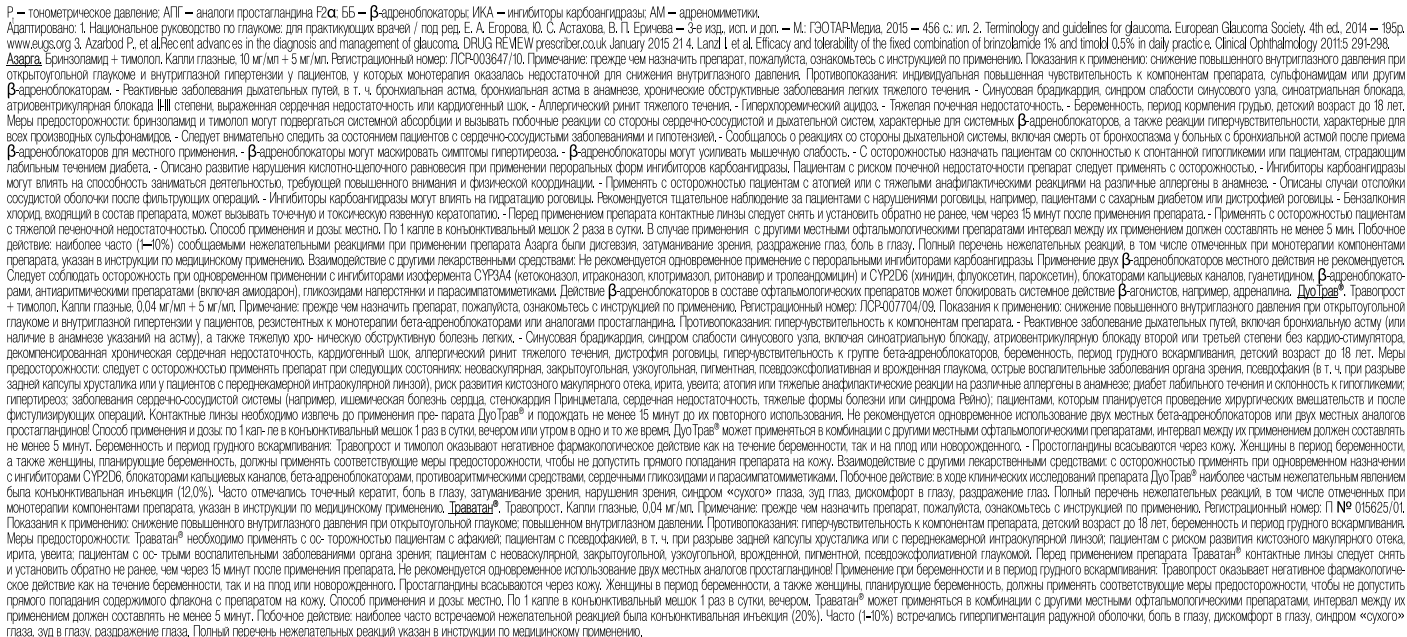 Pt – тонометрическое давление; АПГ – аналоги простагландина F2α; ББ – β-адреноблокаторы; ИКА – ингибиторы карбоангидразы; АМ – адреномиметики.
Адаптировано: 1. Национальное руководство по глаукоме: для практикующих врачей / под ред. Е. А. Егорова, Ю. С. Астахова, В. П. Еричева – 3-е изд., исп. и доп. – М.: ГЭОТАР-Медиа, 2015 – 456 с.: ил. 2. Terminology and guidelines for glaucoma. European Glaucoma Society. 4th ed., 2014 – 195p.
www.eugs.org 3. Azarbod P., et al.Recent advances in the diagnosis and management of glaucoma. DRUG REVIEW prescriber.co.uk January 2015 21 4. Lanzl I. et al. Efficacy and tolerability of the fixed combination of brinzolamide 1% and timolol 0.5% in daily practice. Clinical Ophthalmology 2011:5 291-298.
Азарга. Бринзоламид + тимолол. Капли глазные, 10 мг/мл + 5 мг/мл. Регистрационный номер: ЛСР-003647/10. Примечание: прежде чем назначить препарат, пожалуйста, ознакомьтесь с инструкцией по применению. Показания к применению: снижение повышенного внутриглазного давления при
открытоугольной глаукоме и внутриглазной гипертензии у пациентов, у которых монотерапия оказалась недостаточной для снижения внутриглазного давления. Противопоказания: индивидуальная повышенная чувствительность к компонентам препарата, сульфонамидам или другим
β-адреноблокаторам. - Реактивные заболевания дыхательных путей, в т. ч. бронхиальная астма, бронхиальная астма в анамнезе, хронические обструктивные заболевания легких тяжелого течения. - Синусовая брадикардия, синдром слабости синусового узла, синоатриальная блокада,
атриовентрикулярная блокада II-III степени, выраженная сердечная недостаточность или кардиогенный шок. - Аллергический ринит тяжелого течения. - Гиперхлоремический ацидоз. - Тяжелая почечная недостаточность. - Беременность, период кормления грудью, детский возраст до 18 лет.
Меры предосторожности: бринзоламид и тимолол могут подвергаться системной абсорбции и вызывать побочные реакции со стороны сердечно-сосудистой и дыхательной систем, характерные для системных β-адреноблокаторов, а также реакции гиперчувствительности, характерные для
всех производных сульфонамидов. - Следует внимательно следить за состоянием пациентов с сердечно-сосудистыми заболеваниями и гипотензией. - Сообщалось о реакциях со стороны дыхательной системы, включая смерть от бронхоспазма у больных с бронхиальной астмой после приема
β-адреноблокаторов для местного применения. - β-адреноблокаторы могут маскировать симптомы гипертиреоза. - β-адреноблокаторы могут усиливать мышечную слабость. - С осторожностью назначать пациентам со склонностью к спонтанной гипогликемии или пациентам, страдающим
лабильным течением диабета. - Описано развитие нарушения кислотно-щелочного равновесия при применении пероральных форм ингибиторов карбоангидразы. Пациентам с риском почечной недостаточности препарат следует применять с осторожностью. - Ингибиторы карбоангидразы
могут влиять на способность заниматься деятельностью, требующей повышенного внимания и физической координации. - Применять с осторожностью пациентам с атопией или с тяжелыми анафилактическими реакциями на различные аллергены в анамнезе. - Описаны случаи отслойки
сосудистой оболочки после фильтрующих операций. - Ингибиторы карбоангидразы могут влиять на гидратацию роговицы. Рекомендуется тщательное наблюдение за пациентами с нарушениями роговицы, например, пациентами с сахарным диабетом или дистрофией роговицы. - Бензалкония
хлорид, входящий в состав препарата, может вызывать точечную и токсическую язвенную кератопатию. - Перед применением препарата контактные линзы следует снять и установить обратно не ранее, чем через 15 минут после применения препарата. - Применять с осторожностью пациентам
с тяжелой печеночной недостаточностью. Способ применения и дозы: местно. По 1 капле в конъюнктивальный мешок 2 раза в сутки. В случае применения с другими местными офтальмологическими препаратами интервал между их применением должен составлять не менее 5 мин. Побочное
действие: наиболее часто (1—10%) сообщаемыми нежелательными реакциями при применении препарата Азарга были дисгевзия, затуманивание зрения, раздражение глаз, боль в глазу. Полный перечень нежелательных реакций, в том числе отмеченных при монотерапии компонентами
препарата, указан в инструкции по медицинскому применению. Взаимодействие с другими лекарственными средствами: Не рекомендуется одновременное применение с пероральными ингибиторами карбоангидразы. Применение двух β-адреноблокаторов местного действия не рекомендуется.
Следует соблюдать осторожность при одновременном применении с ингибиторами изофермента CYP3A4 (кетоконазол, итраконазол, клотримазол, ритонавир и тролеандомицин) и CYP2D6 (хинидин, флуоксетин, пароксетин), блокаторами кальциевых каналов, гуанетидином, β-адреноблокато-
рами, антиаритмическими препаратами (включая амиодарон), гликозидами наперстянки и парасимпатомиметиками. Действие β-адреноблокаторов в составе офтальмологических препаратов может блокировать системное действие β-агонистов, например, адреналина. ДуоТрав®. Травопрост
+ тимолол. Капли глазные, 0,04 мг/мл + 5 мг/мл. Примечание: прежде чем назначить препарат, пожалуйста, ознакомьтесь с инструкцией по применению. Регистрационный номер: ЛСР-007704/09. Показания к применению: снижение повышенного внутриглазного давления при открытоугольной
глаукоме и внутриглазной гипертензии у пациентов, резистентных к монотерапии бета-адреноблокаторами или аналогами простагландина. Противопоказания: гиперчувствительность к компонентам препарата. - Реактивное заболевание дыхательных путей, включая бронхиальную астму (или
наличие в анамнезе указаний на астму), а также тяжелую хро- ническую обструктивную болезнь легких. - Синусовая брадикардия, синдром слабости синусового узла, включая синоатриальную блокаду, атриовентрикулярную блокаду второй или третьей степени без кардио-стимулятора,
декомпенсированная хроническая сердечная недостаточность, кардиогенный шок, аллергический ринит тяжелого течения, дистрофия роговицы, гиперчувствительность к группе бета-адреноблокаторов, беременность, период грудного вскармливания, детский возраст до 18 лет. Меры
предосторожности: следует с осторожностью применять препарат при следующих состояниях: неоваскулярная, закрытоугольная, узкоугольная, пигментная, псевдоэксфолиативная и врожденная глаукома, острые воспалительные заболевания органа зрения, псевдофакия (в т. ч. при разрыве
задней капсулы хрусталика или у пациентов с переднекамерной интраокулярной линзой), риск развития кистозного макулярного отека, ирита, увеита; атопия или тяжелые анафилактические реакции на различные аллергены в анамнезе; диабет лабильного течения и склонность к гипогликемии;
гипертиреоз; заболевания сердечно-сосудистой системы (например, ишемическая болезнь сердца, стенокардия Принцметала, сердечная недостаточность, тяжелые формы болезни или синдрома Рейно); пациентами, которым планируется проведение хирургических вмешательств и после
фистулизирующих операций. Контактные линзы необходимо извлечь до применения пре- парата ДуоТрав® и подождать не менее 15 минут до их повторного использования. Не рекомендуется одновременное использование двух местных бета-адреноблокаторов или двух местных аналогов
простагландинов! Способ применения и дозы: по 1 кап- ле в конъюнктивальный мешок 1 раз в сутки, вечером или утром в одно и то же время. ДуоТрав® может применяться в комбинации с другими местными офтальмологическими препаратами, интервал между их применением должен составлять
не менее 5 минут. Беременность и период грудного вскармливания: Травопрост и тимолол оказывают негативное фармакологическое действие как на течение беременности, так и на плод или новорожденного. - Простогландины всасываются через кожу. Женщины в период беременности,
а также женщины, планирующие беременность, должны применять соответствующие меры предосторожности, чтобы не допустить прямого попадания препарата на кожу. Взаимодействие с другими лекарственными средствами: с осторожностью применять при одновременном назначении
с ингибиторами CYP2D6, блокаторами кальциевых каналов, бета-адреноблокаторами, противоаритмическими средствами, сердечными гликозидами и парасимпатомиметиками. Побочное действие: в ходе клинических исследований препарата ДуоТрав® наиболее частым нежелательным явлением
была конъюнктивальная инъекция (12,0%). Часто отмечались точечный кератит, боль в глазу, затуманивание зрения, нарушения зрения, синдром «сухого» глаза, зуд глаз, дискомфорт в глазу, раздражение глаз. Полный перечень нежелательных реакций, в том числе отмеченных при
монотерапии компонентами препарата, указан в инструкции по медицинскому применению. Траватан®. Травопрост. Капли глазные, 0,04 мг/мл. Примечание: прежде чем назначить препарат, пожалуйста, ознакомьтесь с инструкцией по применению. Регистрационный номер: П № 015625/01.
Показания к применению: снижение повышенного внутриглазного давления при открытоугольной глаукоме; повышенном внутриглазном давлении. Противопоказания: гиперчувствительность к компонентам препарата, детский возраст до 18 лет, беременность и период грудного вскармливания.
Меры предосторожности: Траватан® необходимо применять с ос- торожностью пациентам с афакией; пациентам с псевдофакией, в т. ч. при разрыве задней капсулы хрусталика или с переднекамерной интраокулярной линзой; пациентам с риском развития кистозного макулярного отека,
ирита, увеита; пациентам с ос- трыми воспалительными заболеваниями органа зрения; пациентам с неоваскулярной, закрытоугольной, узкоугольной, врожденной, пигментной, псевдоэксфолиативной глаукомой. Перед применением препарата Траватан® контактные линзы следует снять
и установить обратно не ранее, чем через 15 минут после применения препарата. Не рекомендуется одновременное использование двух местных аналогов простагландинов! Применение при беременности и в период грудного вскармливания: Травопрост оказывает негативное фармакологиче-
ское действие как на течение беременности, так и на плод или новорожденного. Простагландины всасываются через кожу. Женщины в период беременности, а также женщины, планирующие беременность, должны применять соответствующие меры предосторожности, чтобы не допустить
прямого попадания содержимого флакона с препаратом на кожу. Способ применения и дозы: местно. По 1 капле в конъюнктивальный мешок 1 раз в сутки, вечером. Траватан® может применяться в комбинации с другими местными офтальмологическими препаратами, интервал между их
применением должен составлять не менее 5 минут. Побочное действие: наиболее часто встречаемой нежелательной реакцией была конъюнктивальная инъекция (20%). Часто (1-10%) встречались гиперпигментация радужной оболочки, боль в глазу, дискомфорт в глазу, синдром «сухого»
глаза, зуд в глазу, раздражение глаза. Полный перечень нежелательных реакций указан в инструкции по медицинскому применению.